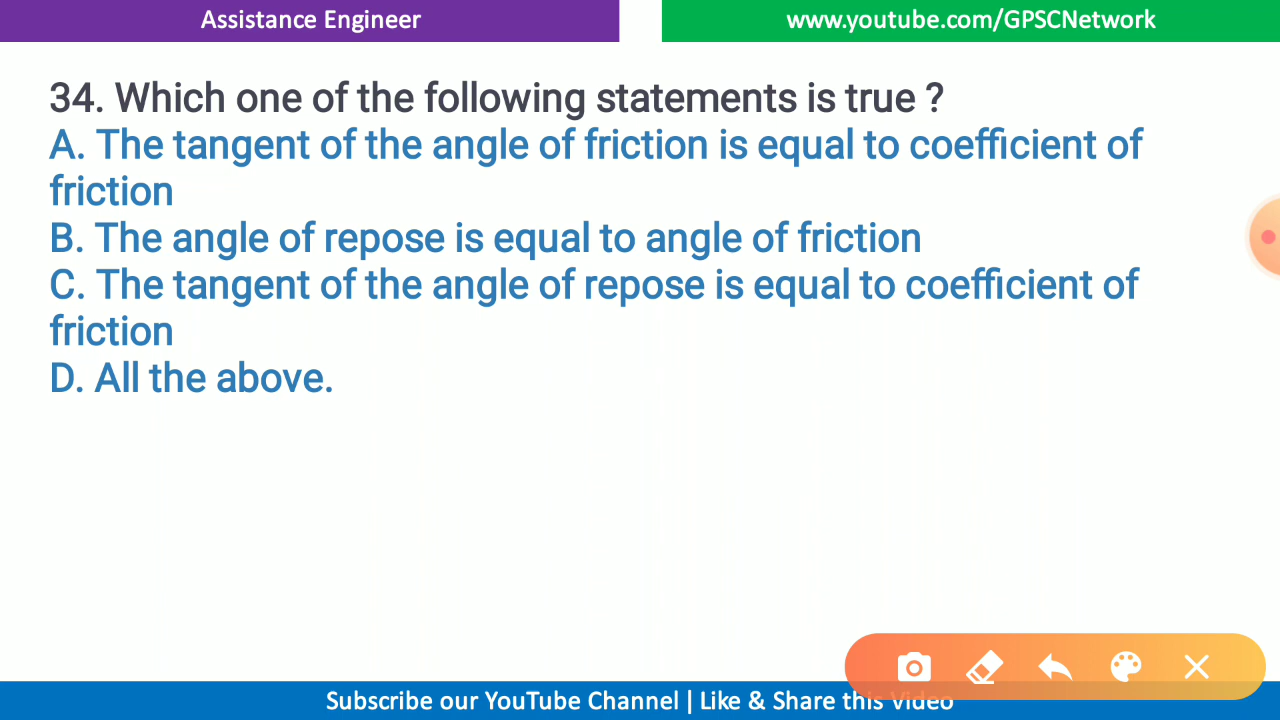 Assistance Engineer
www.youtube.com/GPSCNetwork
34. Which one of the following statements is true ?
A. The tangent of the angle of friction is equal to coefficient of
friction
B. The angle of repose is equal to angle of friction
C. The tangent of the angle of repose is equal to coefficient of
friction
D. All the above.
Subscribe our YouTube Channel | Like & Share this Video